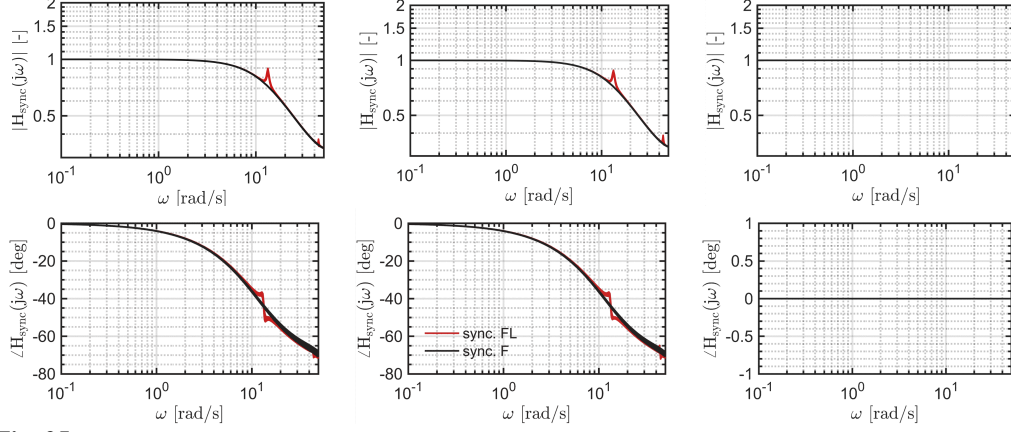 2 2 2
1.5 1.5 1.5
1 1 1
0.5 0.5 0.5
|H_sync(jω)| [-] |H_sync(jω)| [-] |H_sync(jω)| [-]
10^-1 10^0 10^1 10^-1 10^0 10^1 10^-1 10^0 10^1
ω [rad/s] ω [rad/s] ω [rad/s]
0 0 1
-20 -20 0.5
-40 -40 0
-60 -60 -0.5
-80 -80 -1
∠H_sync(jω) [deg] ∠H_sync(jω) [deg] ∠H_sync(jω) [deg]
sync. FL
sync. F
10^-1 10^0 10^1 10^-1 10^0 10^1 10^-1 10^0 10^1
ω [rad/s] ω [rad/s] ω [rad/s]